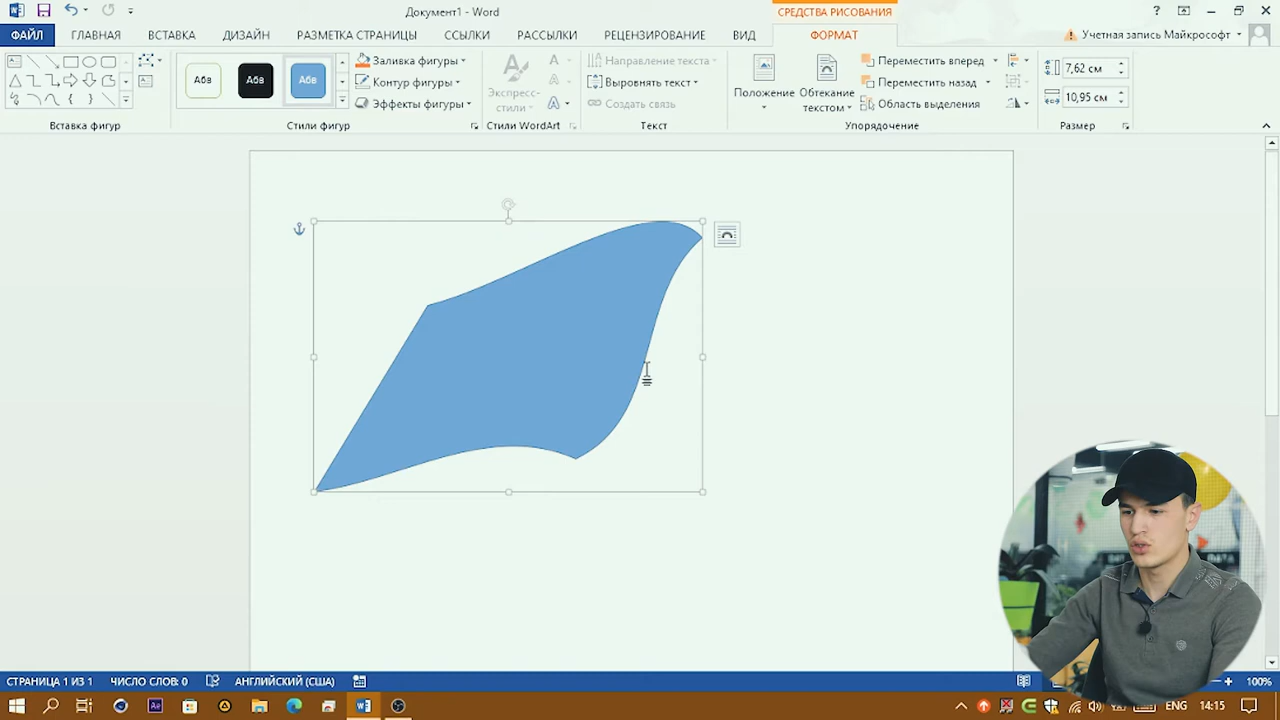 Документ1 - Word
СРЕДСТВА РИСОВАНИЯ
ФАЙЛ ГЛАВНАЯ ВСТАВКА ДИЗАЙН РАЗМЕТКА СТРАНИЦЫ ССЫЛКИ РАССЫЛКИ РЕЦЕНЗИРОВАНИЕ ВИД ФОРМАТ Учетная запись Майкрософт
Абв Абв Абв
Заливка фигуры
Контур фигуры
Эффекты фигуры
Экспресс-
стили
Направление текста
Выровнять текст
Создать связь
Положение
Обтекание
текстом
Переместить вперед
Переместить назад
Область выделения
7,62 см
10,95 см
Вставка фигур Стили фигур Стили WordArt Текст Упорядочение Размер
СТРАНИЦА 1 ИЗ 1 ЧИСЛО СЛОВ: 0 АНГЛИЙСКИЙ (США) 100%
Ae
ENG 14:15